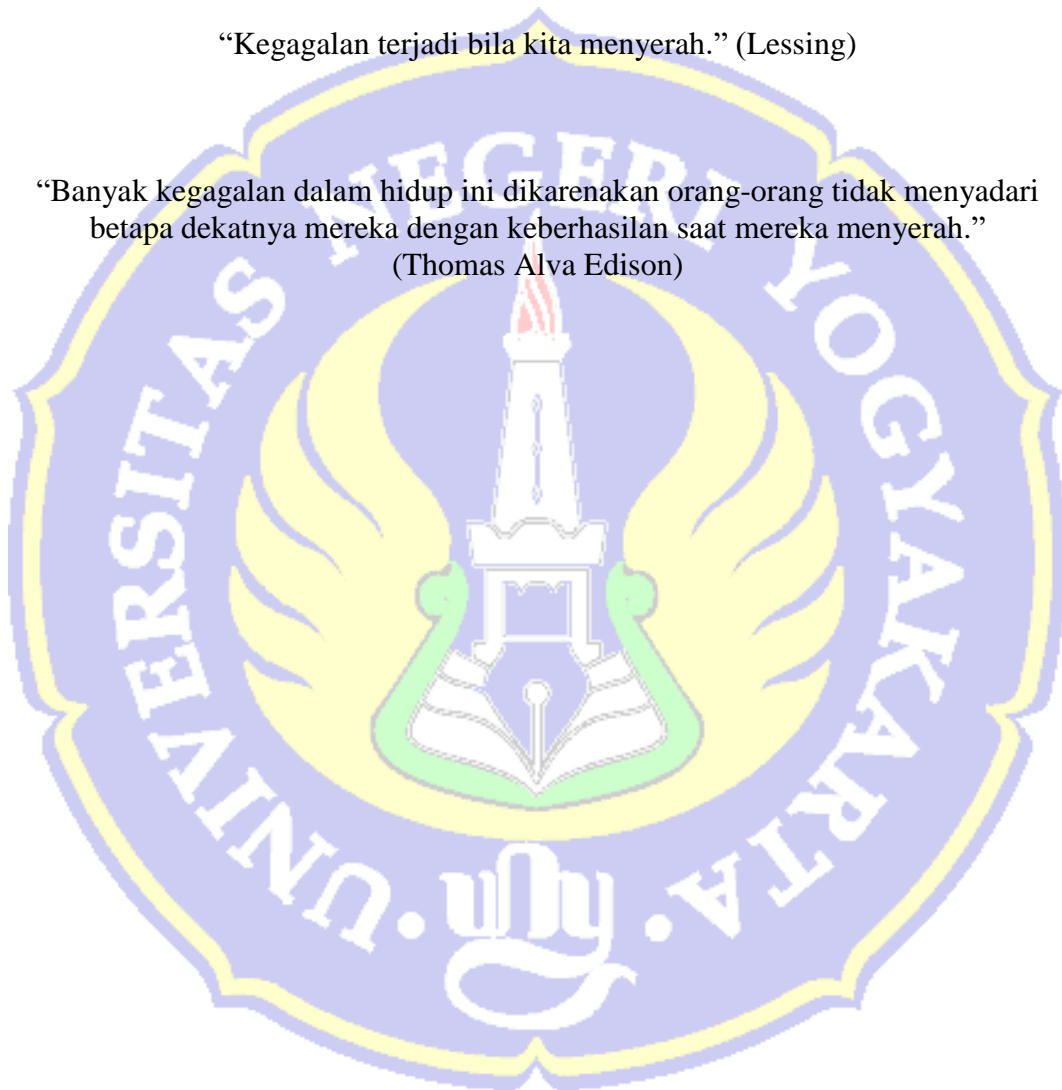 “Kegagalan terjadi bila kita menyerah.” (Lessing)
“Banyak kegagalan dalam hidup ini dikarenakan orang-orang tidak menyadari
betapa dekatnya mereka dengan keberhasilan saat mereka menyerah.”
(Thomas Alva Edison)
UNIVERSITAS NEGERI YOGYAKARTA
uny